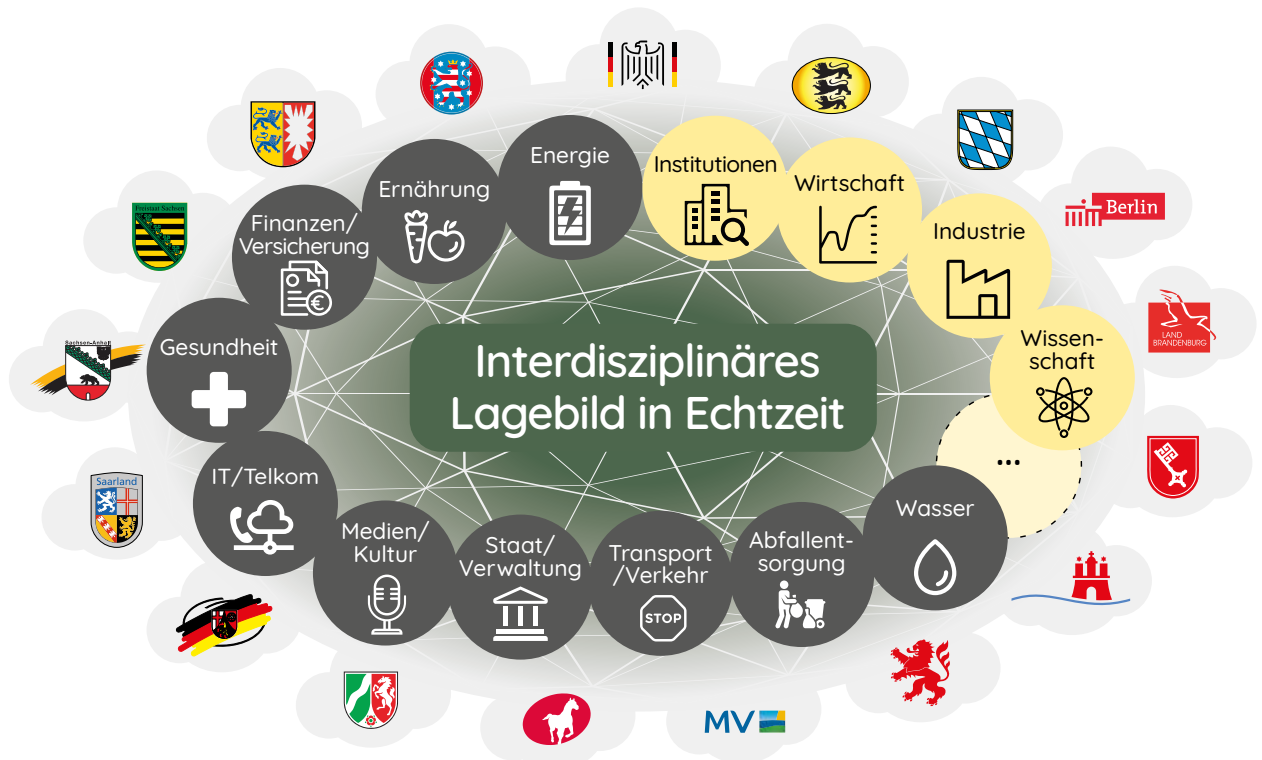 Energie
Institutionen
Ernährung
Wirtschaft
Finanzen/
Versicherung
Industrie
Freistaat Sachsen
Berlin
Gesundheit
Sachsen-Anhalt
Wissen-
schaft
LAND
BRANDENBURG
Interdisziplinäres
Lagebild in Echtzeit
IT/Telkom
Saarland
...
Medien/
Kultur
Staat/
Verwaltung
Transport
/Verkehr
STOP
Abfallent-
sorgung
Wasser
MV